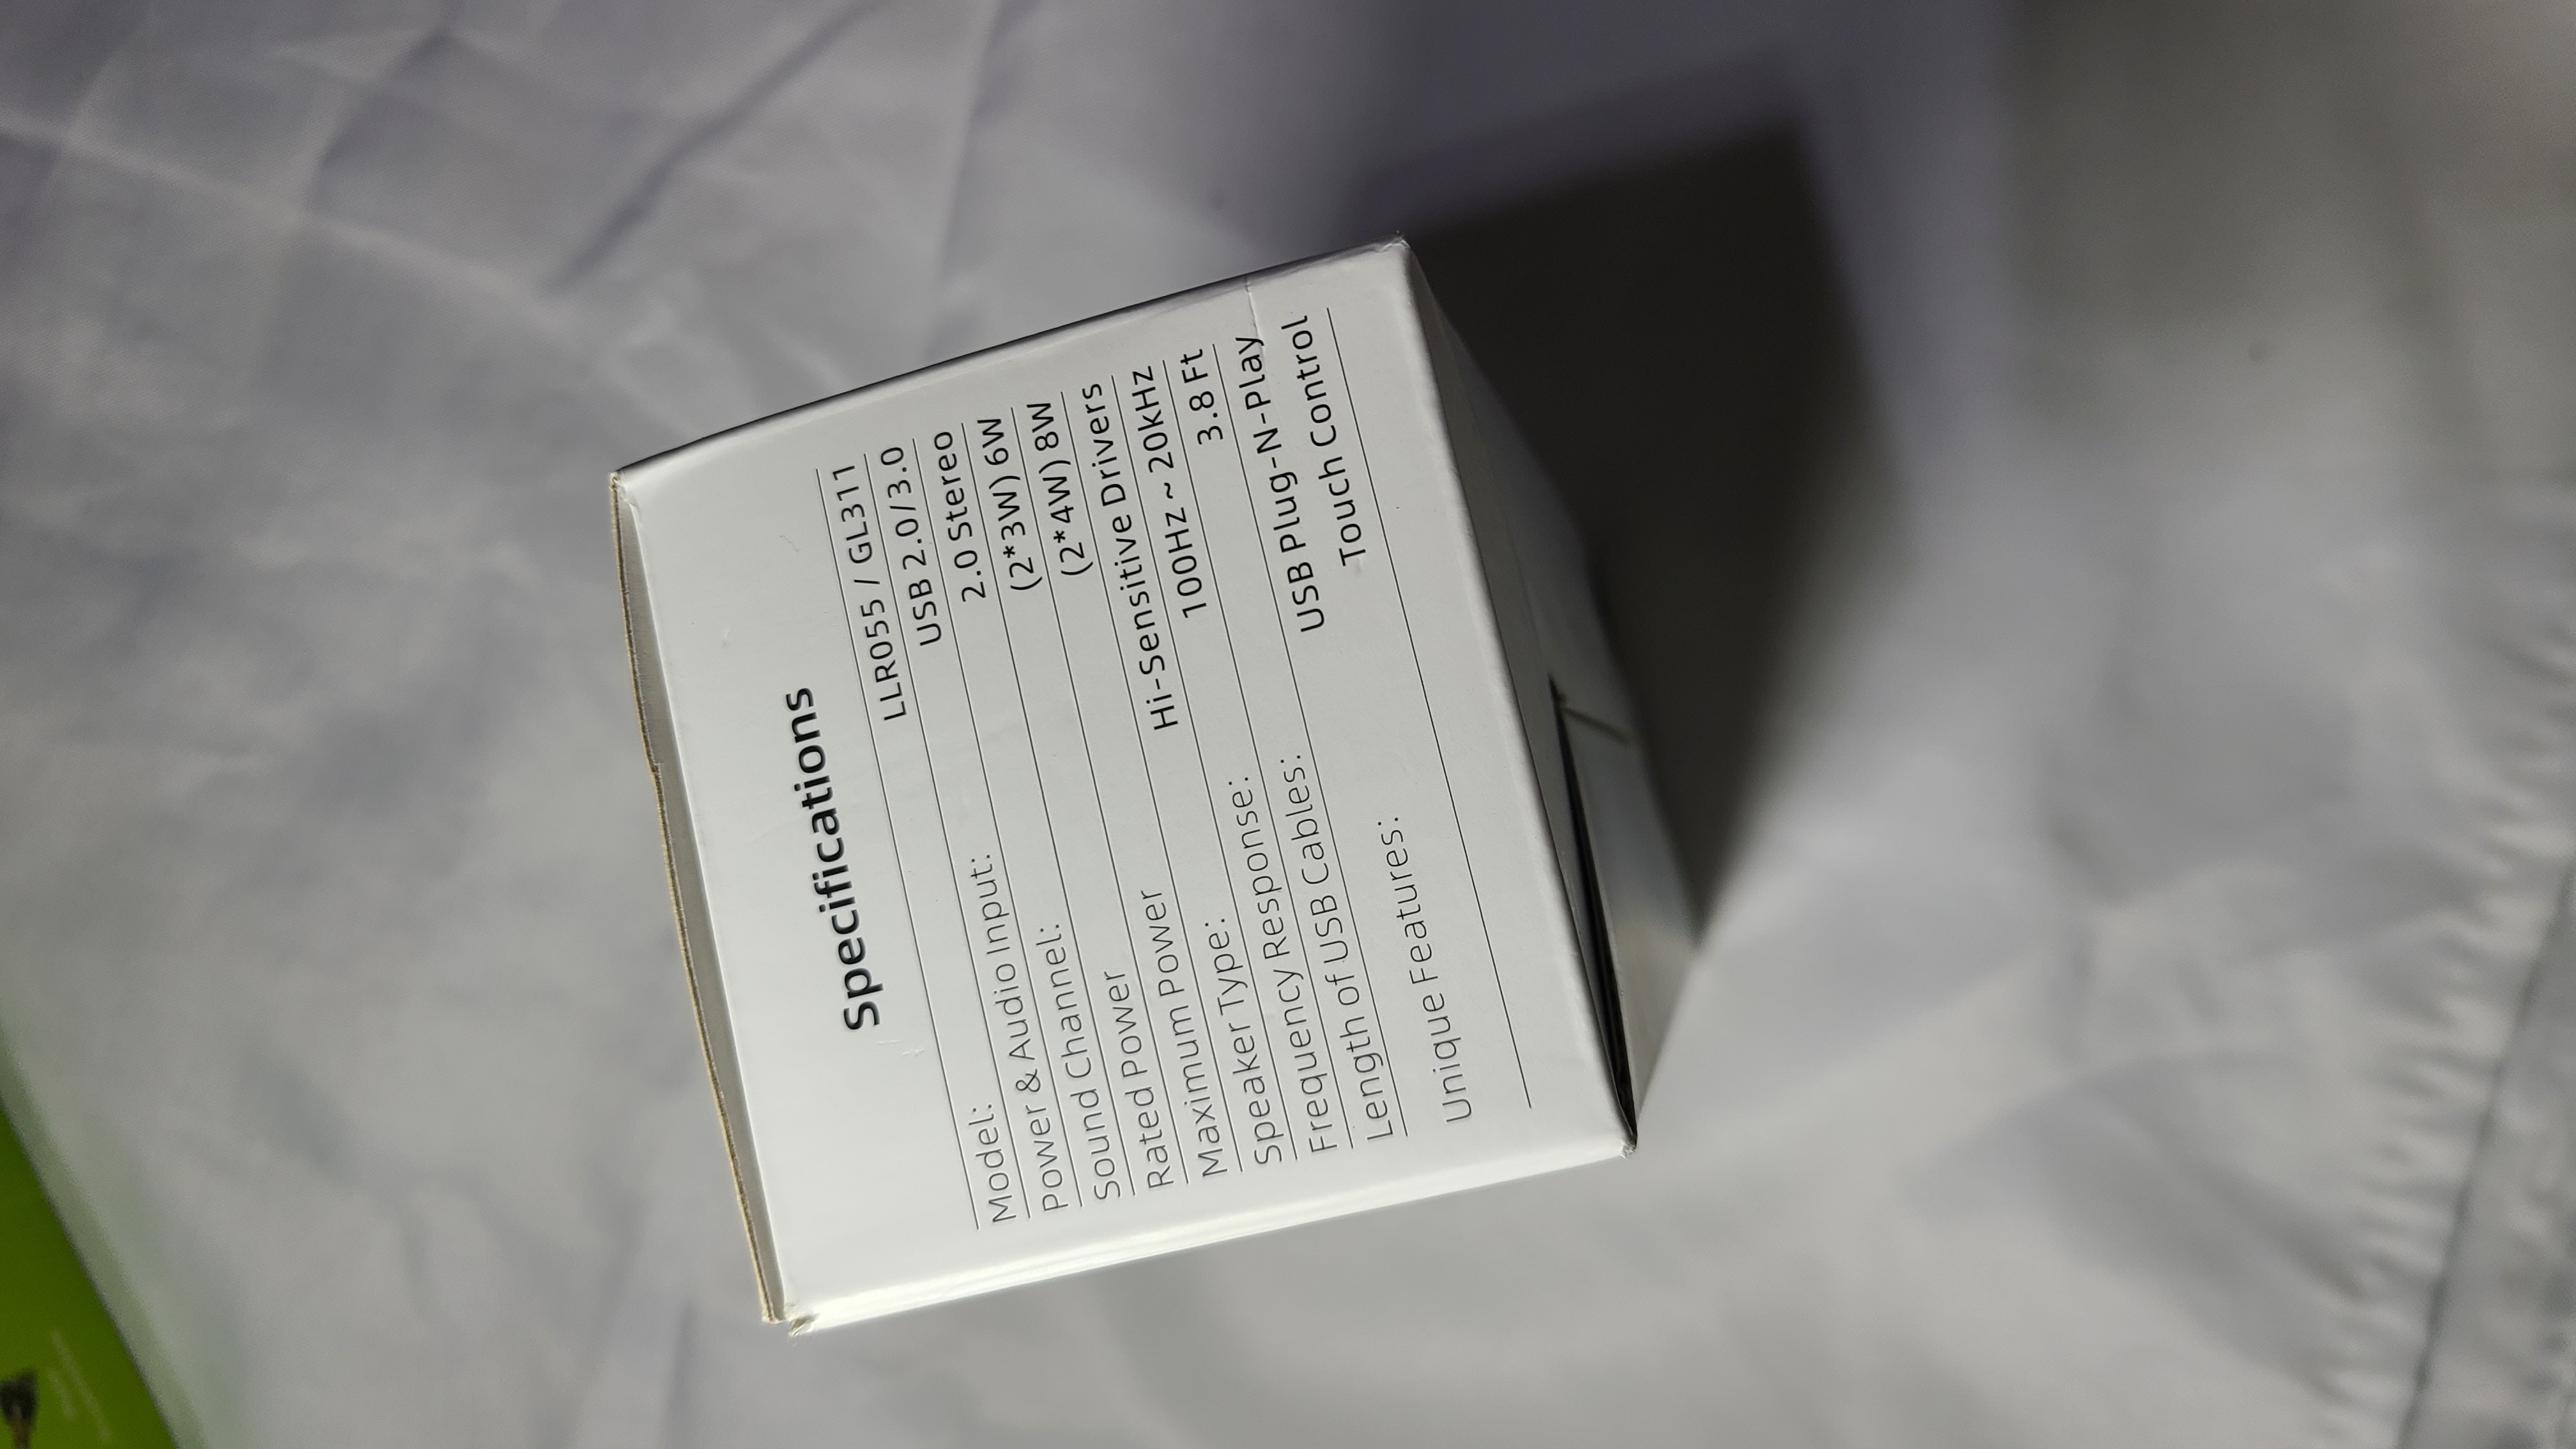 Specifications
Model: LLR055 / GL311
Power & Audio Input: USB 2.0/3.0
Sound Channel: 2.0 Stereo
Rated Power (2*3W) 6W
Maximum Power (2*4W) 8W
Speaker Type: Hi-Sensitive Drivers
Frequency Response: 100Hz ~ 20kHz
Length of USB Cables: 3.8 Ft
USB Plug-N-Play
Unique Features: Touch Control